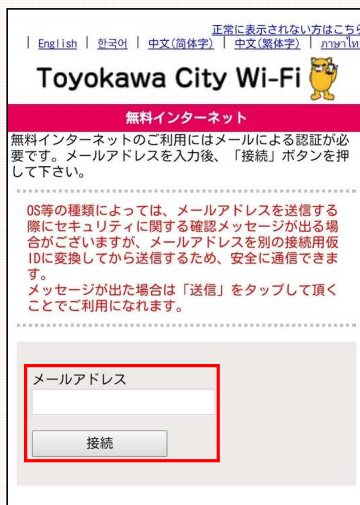 正常に表示されない方はこちら
| English | 한국어 | 中文(简体字) | 中文(繁体字) | ภาษาไทย
Toyokawa City Wi-Fi
無料インターネット
無料インターネットのご利用にはメールによる認証が必
要です。メールアドレスを入力後、「接続」ボタンを押
して下さい。
OS等の種類によっては、メールアドレスを送信する
際にセキュリティに関する確認メッセージが出る場
合がございますが、メールアドレスを別の接続用仮
IDに変換してから送信するため、安全に通信できま
す。
メッセージが出た場合は「送信」をタップして頂く
ことでご利用になれます。
メールアドレス
接続